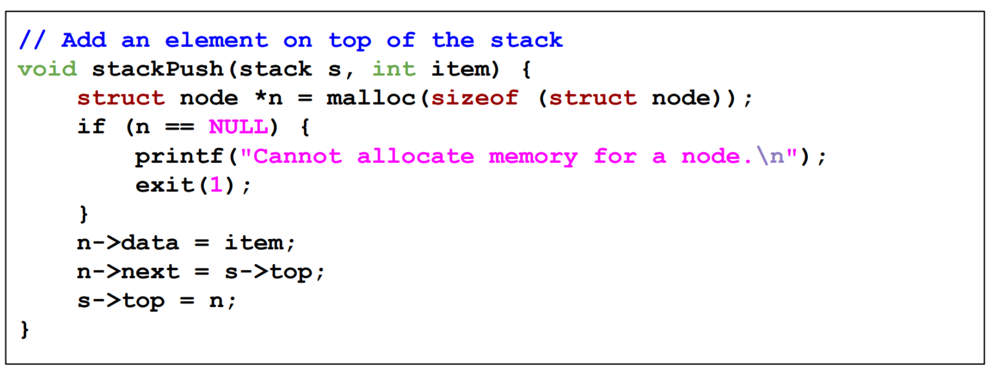 // Add an element on top of the stack
void stackPush(stack s, int item) {
    struct node *n = malloc(sizeof (struct node));
    if (n == NULL) {
        printf("Cannot allocate memory for a node.\n");
        exit(1);
    }
    n->data = item;
    n->next = s->top;
    s->top = n;
}